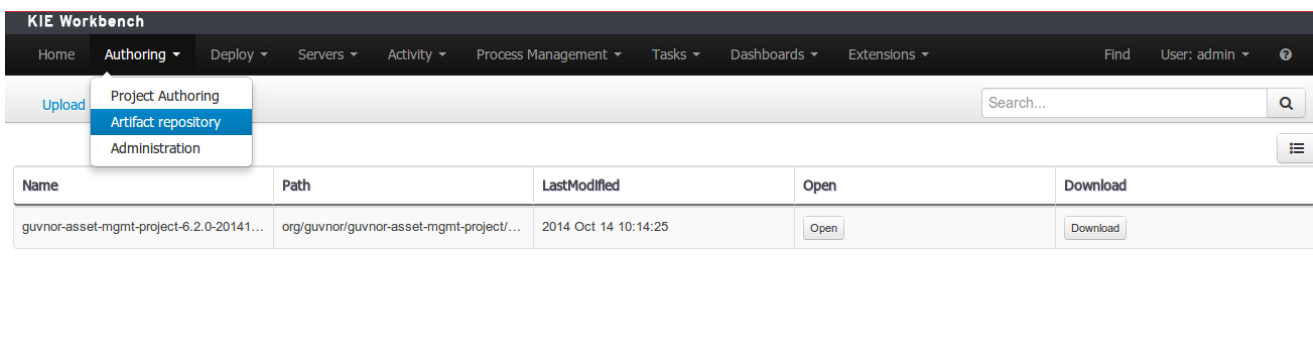 KIE Workbench
Home Authoring Deploy Servers Activity Process Management Tasks Dashboards Extensions Find User: admin ?
Upload Search...
Project Authoring
Artifact repository
Administration
Name Path LastModified Open Download
guvnor-asset-mgmt-project-6.2.0-20141... org/guvnor/guvnor-asset-mgmt-project/... 2014 Oct 14 10:14:25 Open Download